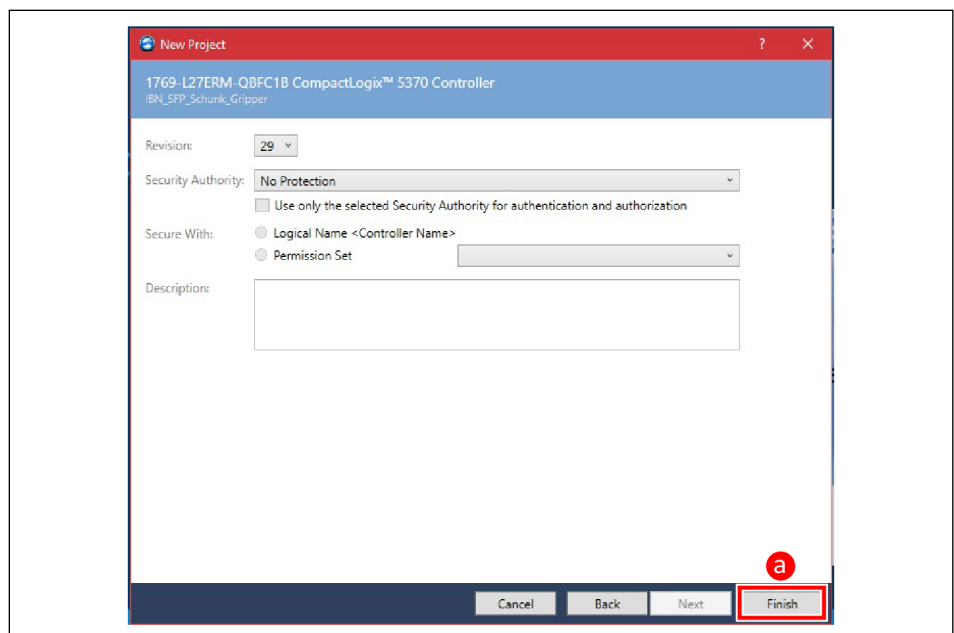 New Project
? ×
1769-L27ERM-QBFC1B CompactLogix™ 5370 Controller
IBN_SFP_Schunk_Gripper
Revision: 29
Security Authority: No Protection
Use only the selected Security Authority for authentication and authorization
Secure With: Logical Name <Controller Name>
Permission Set
Description:
a
Cancel Back Next Finish